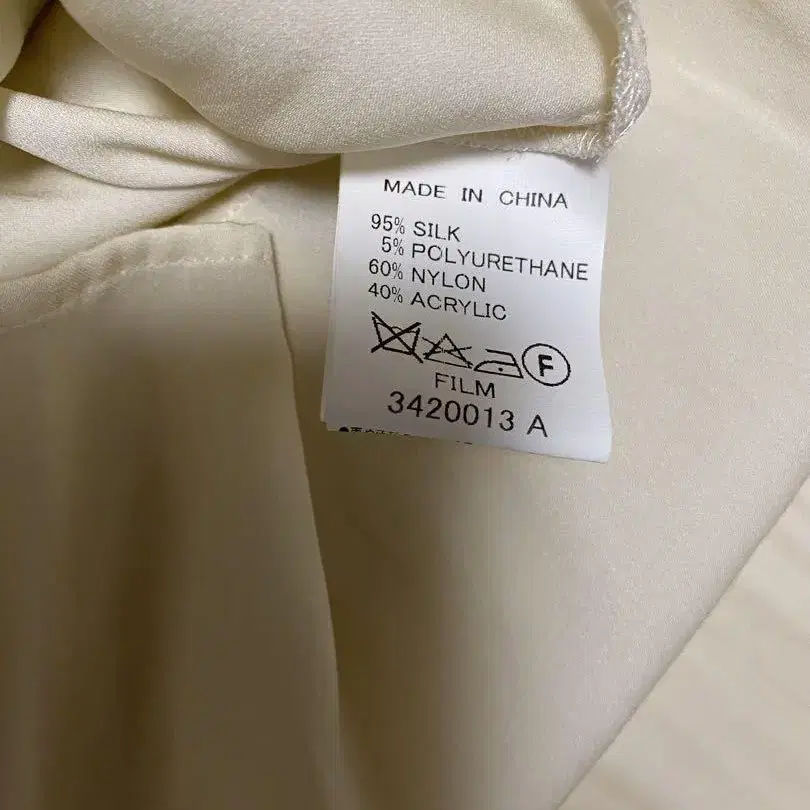 MADE IN CHINA
95% SILK
5% POLYURETHANE
60% NYLON
40% ACRYLIC
F
FILM
3420013 A